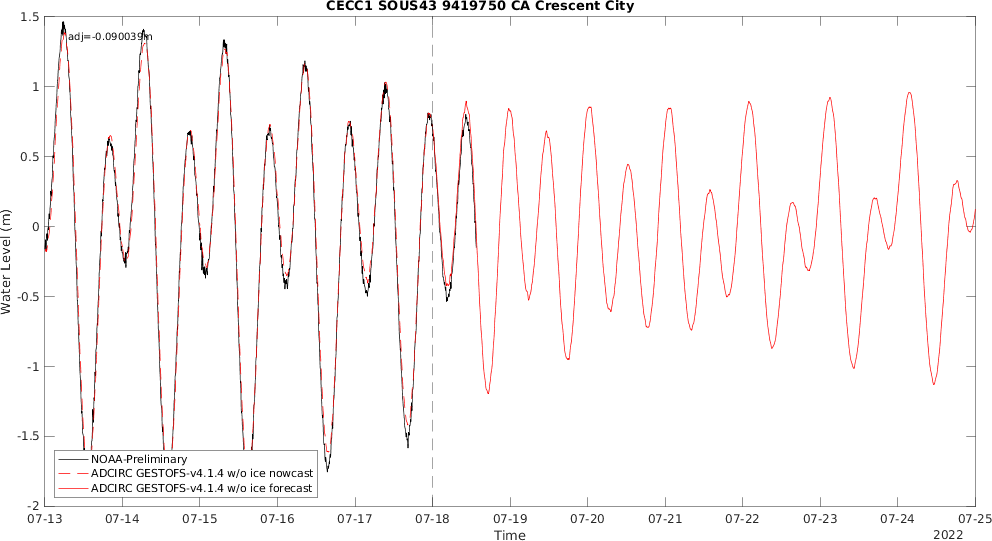 CECC1 SOUS43 9419750 CA Crescent City
adj=-0.090039m
1.5
1
0.5
0
-0.5
-1
-1.5
-2
Water Level (m)
NOAA-Preliminary
ADCIRC GESTOFS-v4.1.4 w/o ice nowcast
ADCIRC GESTOFS-v4.1.4 w/o ice forecast
07-13 07-14 07-15 07-16 07-17 07-18 07-19 07-20 07-21 07-22 07-23 07-24 07-25
Time
2022